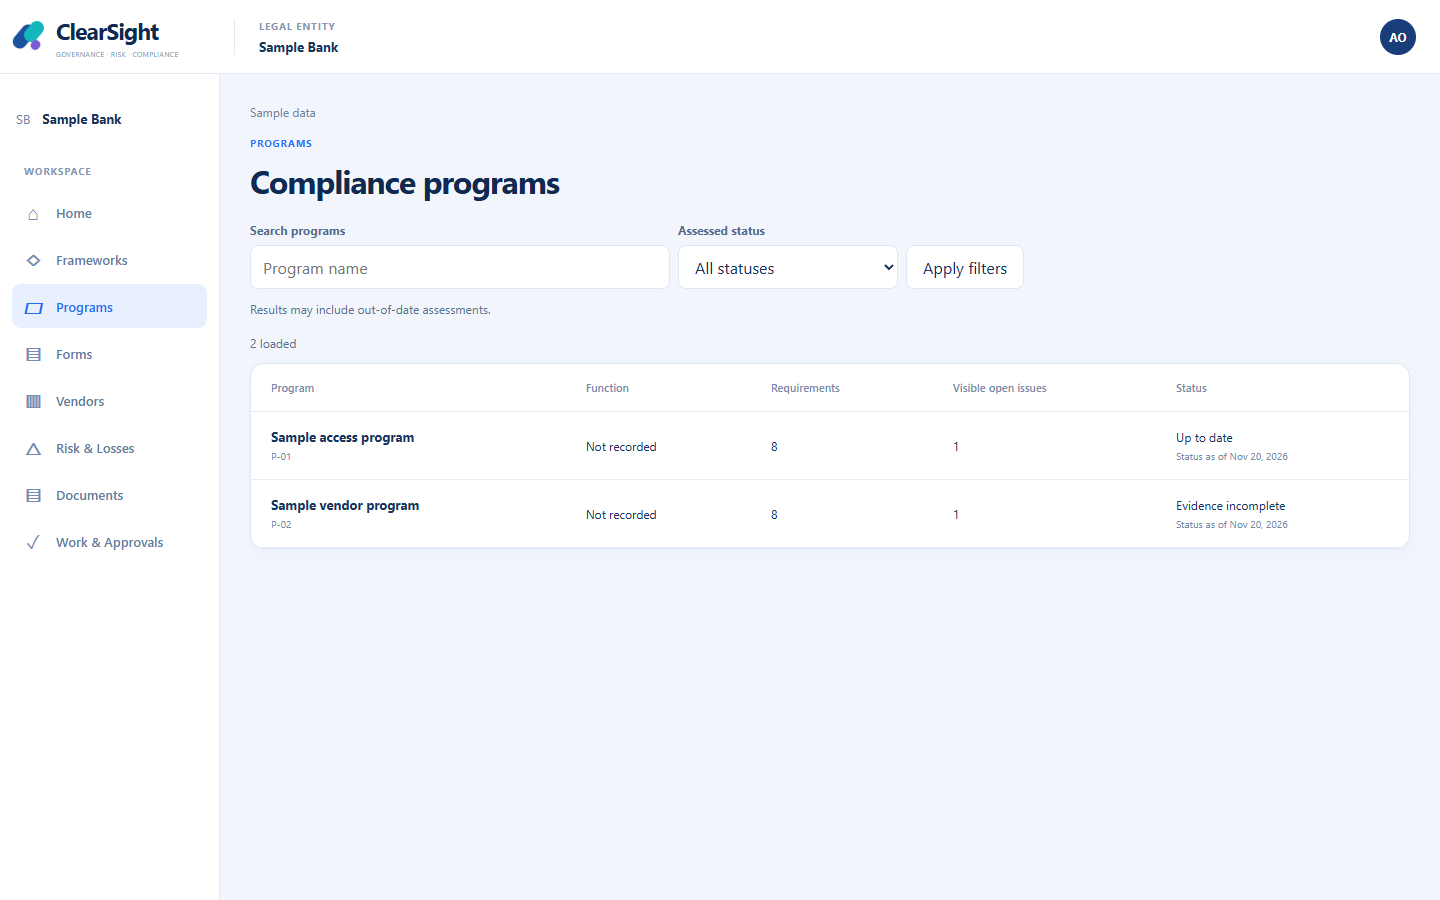 ClearSight
GOVERNANCE · RISK · COMPLIANCE
LEGAL ENTITY
Sample Bank
AO
SB Sample Bank
WORKSPACE
Home
Frameworks
Programs
Forms
Vendors
Risk & Losses
Documents
Work & Approvals
Sample data
PROGRAMS
Compliance programs
Search programs
Assessed status
Program name
All statuses
Apply filters
Results may include out-of-date assessments.
2 loaded
Program Function Requirements Visible open issues Status
Sample access program Not recorded 8 1 Up to date
P-01 Status as of Nov 20, 2026
Sample vendor program Not recorded 8 1 Evidence incomplete
P-02 Status as of Nov 20, 2026